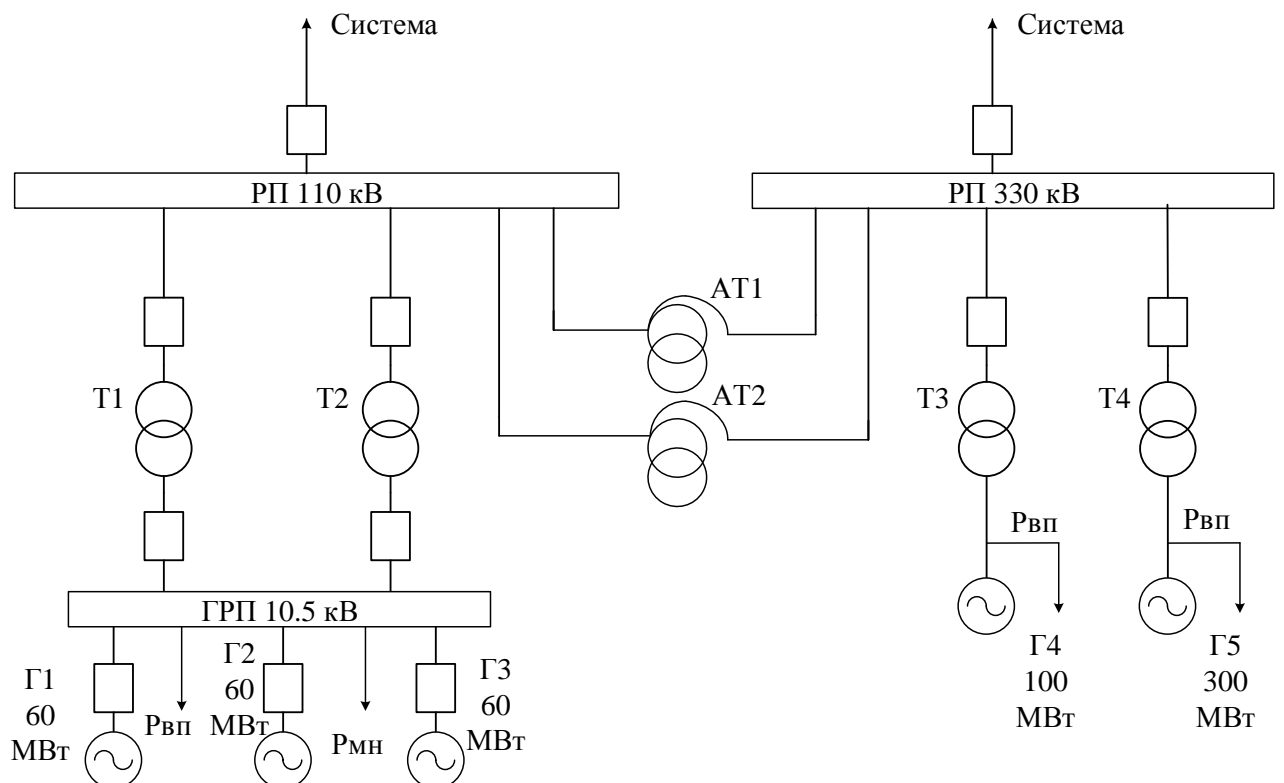 Система
Система
РП 110 кВ
РП 330 кВ
АТ1
Т1
Т2
АТ2
Т3
Т4
Рвп
Рвп
ГРП 10.5 кВ
Г1
60
МВт
Рвп
Г2
60
МВт
Рмн
Г3
60
МВт
Г4
100
МВт
Г5
300
МВт